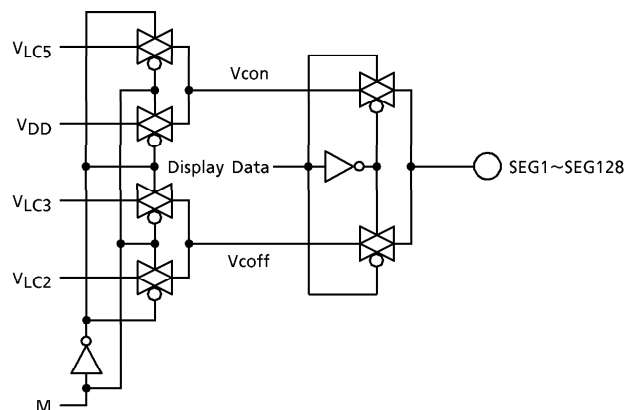 VLC5
Vcon
VDD
Display Data
SEG1～SEG128
VLC3
Vcoff
VLC2
M